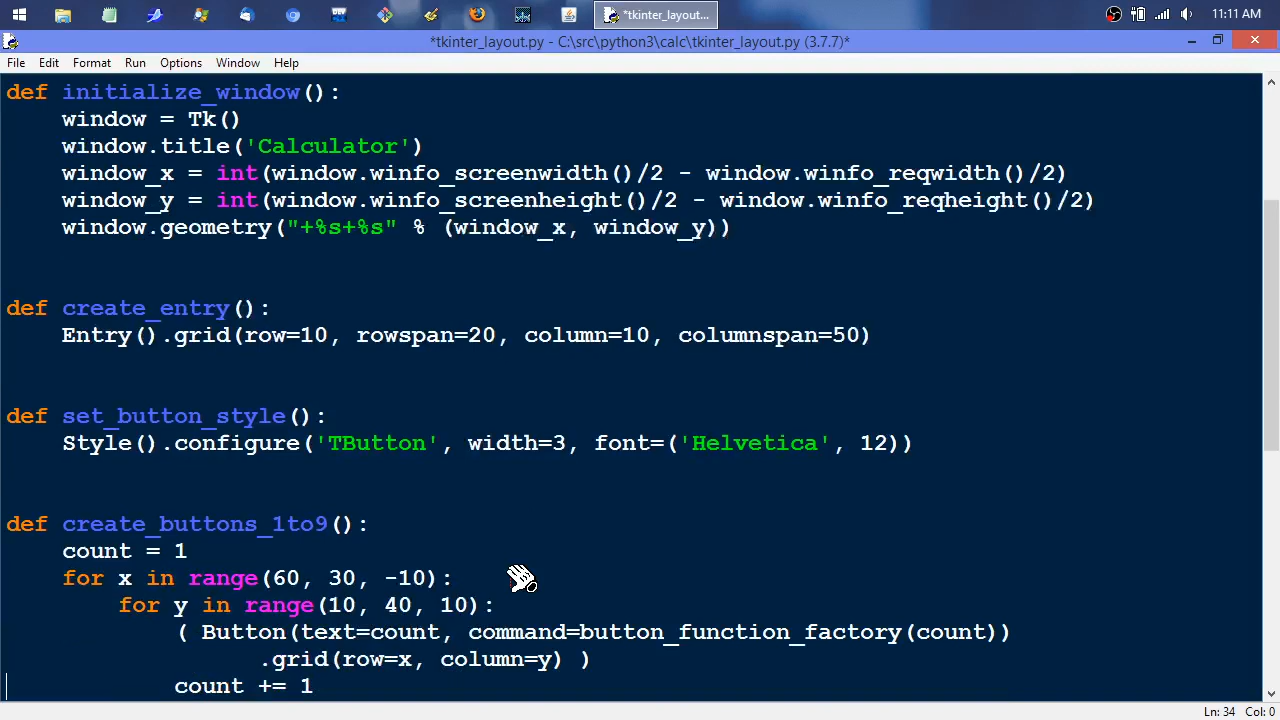 *tkinter_layout...
11:11 AM
*tkinter_layout.py - C:\src\python3\calc\tkinter_layout.py (3.7.7)*
File Edit Format Run Options Window Help
def initialize_window():
    window = Tk()
    window.title('Calculator')
    window_x = int(window.winfo_screenwidth()/2 - window.winfo_reqwidth()/2)
    window_y = int(window.winfo_screenheight()/2 - window.winfo_reqheight()/2)
    window.geometry("+%s+%s" % (window_x, window_y))
def create_entry():
    Entry().grid(row=10, rowspan=20, column=10, columnspan=50)
def set_button_style():
    Style().configure('TButton', width=3, font=('Helvetica', 12))
def create_buttons_1to9():
    count = 1
    for x in range(60, 30, -10):
        for y in range(10, 40, 10):
            ( Button(text=count, command=button_function_factory(count))
                  .grid(row=x, column=y) )
            count += 1
Ln: 34 Col: 0